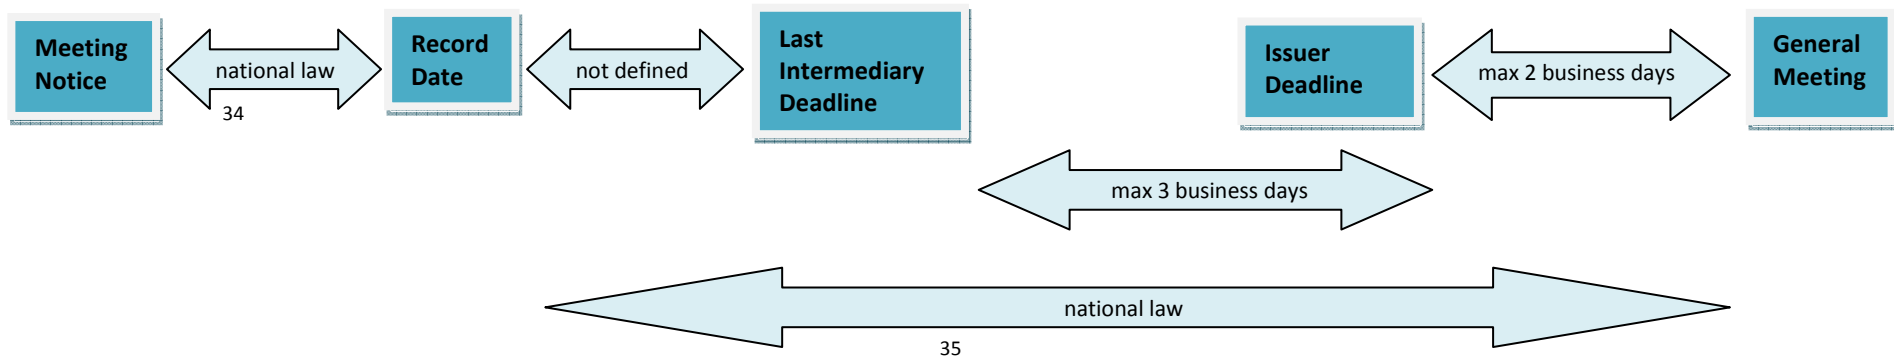 Meeting
Notice
national law
34
Record
Date
not defined
Last
Intermediary
Deadline
Issuer
Deadline
max 2 business days
General
Meeting
max 3 business days
national law
35